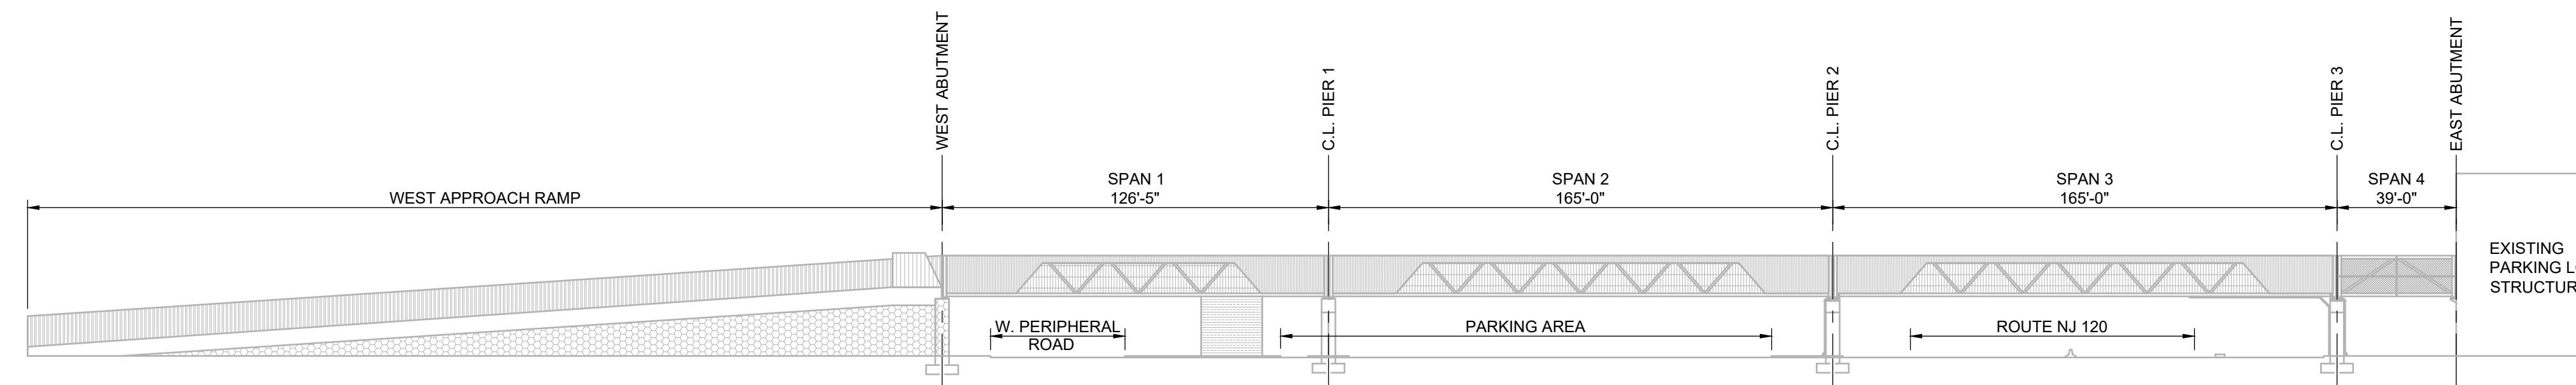 WEST ABUTMENT
C.L. PIER 1
C.L. PIER 2
C.L. PIER 3
EAST ABUTMENT
WEST APPROACH RAMP
SPAN 1
126'-5"
SPAN 2
165'-0"
SPAN 3
165'-0"
SPAN 4
39'-0"
EXISTING
PARKING
W. PERIPHERAL
ROAD
PARKING AREA
ROUTE NJ 120